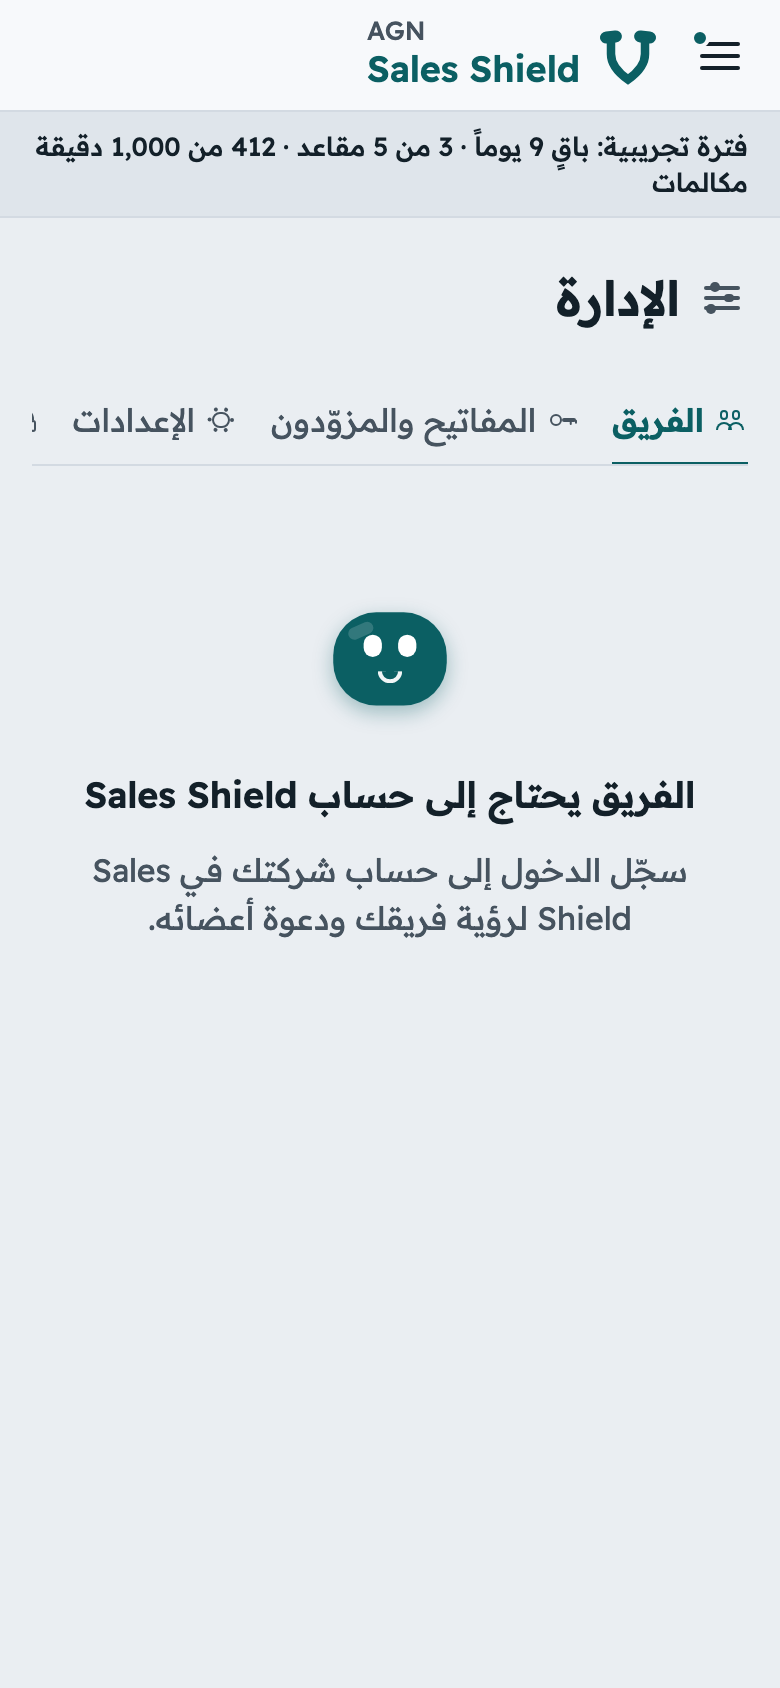 AGN
Sales Shield
فترة تجريبية: باقٍ 9 يوماً · 3 من 5 مقاعد · 412 من 1,000 دقيقة
مكالمات
الإدارة
الفريق
المفاتيح والمزوّدون
الإعدادات
الفريق يحتاج إلى حساب Sales Shield
سجّل الدخول إلى حساب شركتك في Sales
Shield لرؤية فريقك ودعوة أعضائه.